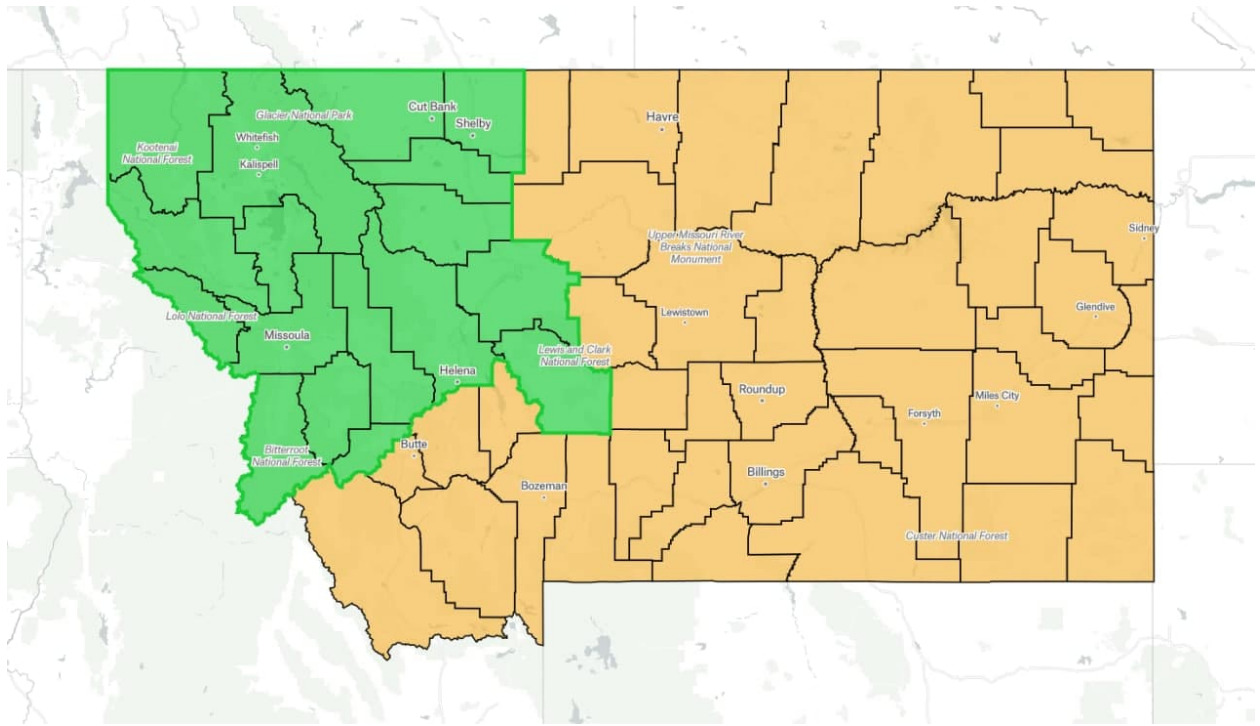 Cut Bank
Glacier National Park
Havre
Shelby
Whitefish
Kootenai
National Forest
Kalispell
Sidney
Upper Missouri River
Breaks National
Monument
Glendive
Lewistown
Lolo National Forest
Missoula
Lewis and Clark
National Forest
Helena
Roundup
Miles City
Forsyth
Butte
Bitterroot
National Forest
Billings
Bozeman
Custer National Forest